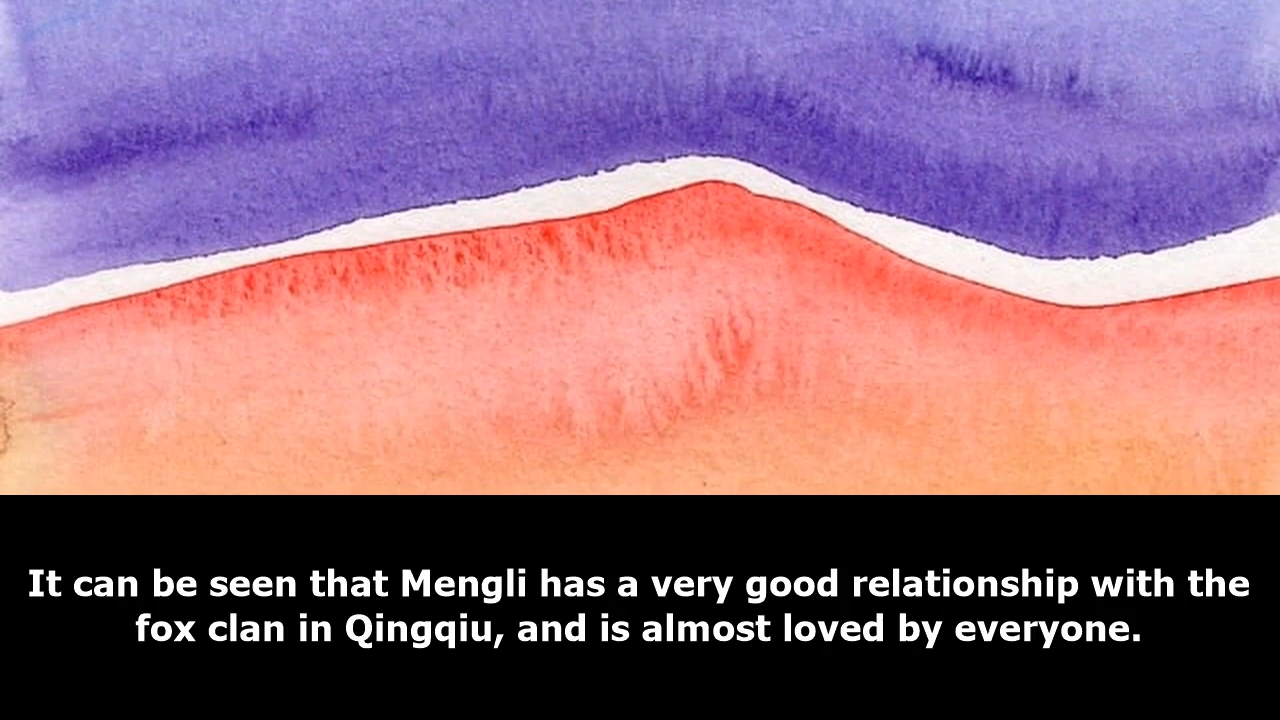 It can be seen that Mengli has a very good relationship with the
fox clan in Qingqiu, and is almost loved by everyone.